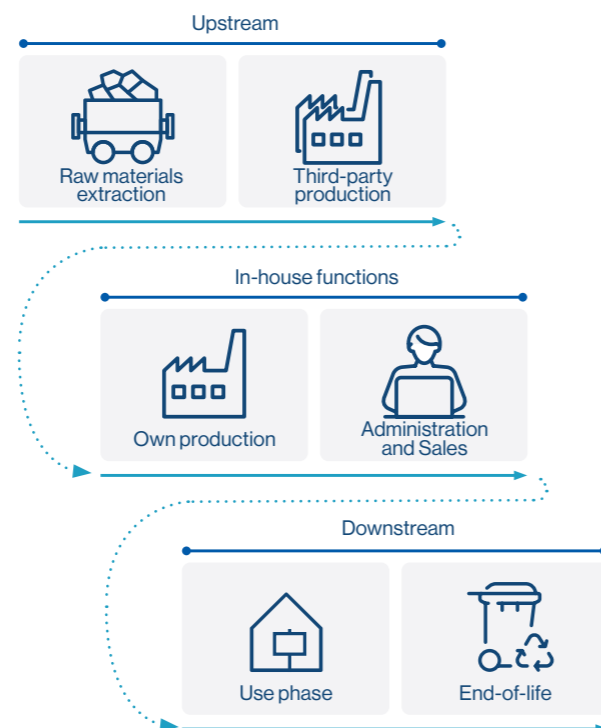 Upstream
Raw materials
extraction
Third-party
production
In-house functions
Own production
Administration
and Sales
Downstream
Use phase
End-of-life